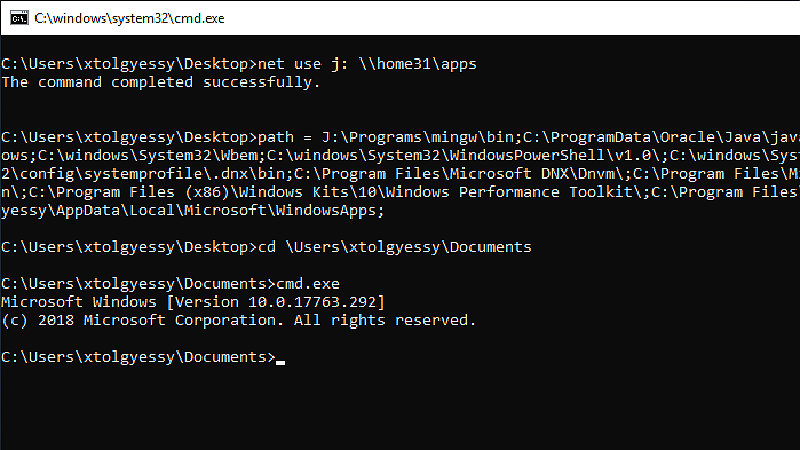 C:\windows\system32\cmd.exe
C:\Users\xtolgyessy\Desktop>net use j: \\home31\apps
The command completed successfully.
C:\Users\xtolgyessy\Desktop>path = J:\Programs\mingw\bin;C:\ProgramData\Oracle\Java\java
ows;C:\windows\System32\Wbem;C:\windows\System32\WindowsPowerShell\v1.0\;C:\windows\Sys
2\config\systemprofile\.dnx\bin;C:\Program Files\Microsoft DNX\Dnvm\;C:\Program Files\Mi
n\;C:\Program Files (x86)\Windows Kits\10\Windows Performance Toolkit\;C:\Program Files\
yessy\AppData\Local\Microsoft\WindowsApps;
C:\Users\xtolgyessy\Desktop>cd \Users\xtolgyessy\Documents
C:\Users\xtolgyessy\Documents>cmd.exe
Microsoft Windows [Version 10.0.17763.292]
(c) 2018 Microsoft Corporation. All rights reserved.
C:\Users\xtolgyessy\Documents>